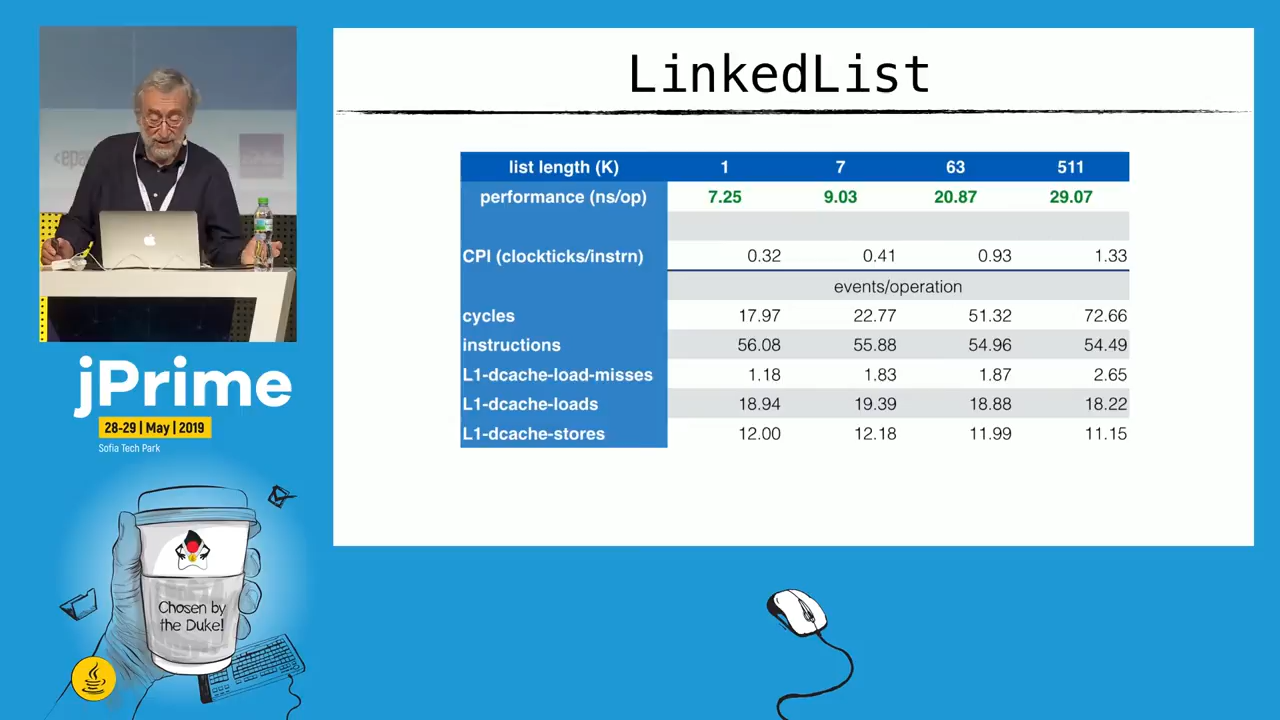 LinkedList
list length (K) 1 7 63 511
performance (ns/op) 7.25 9.03 20.87 29.07
CPI (clockticks/instrn) 0.32 0.41 0.93 1.33
events/operation
cycles 17.97 22.77 51.32 72.66
instructions 56.08 55.88 54.96 54.49
L1-dcache-load-misses 1.18 1.83 1.87 2.65
L1-dcache-loads 18.94 19.39 18.88 18.22
L1-dcache-stores 12.00 12.18 11.99 11.15
jPrime
28-29 | May | 2019
Sofia Tech Park
Chosen by
the Duke!